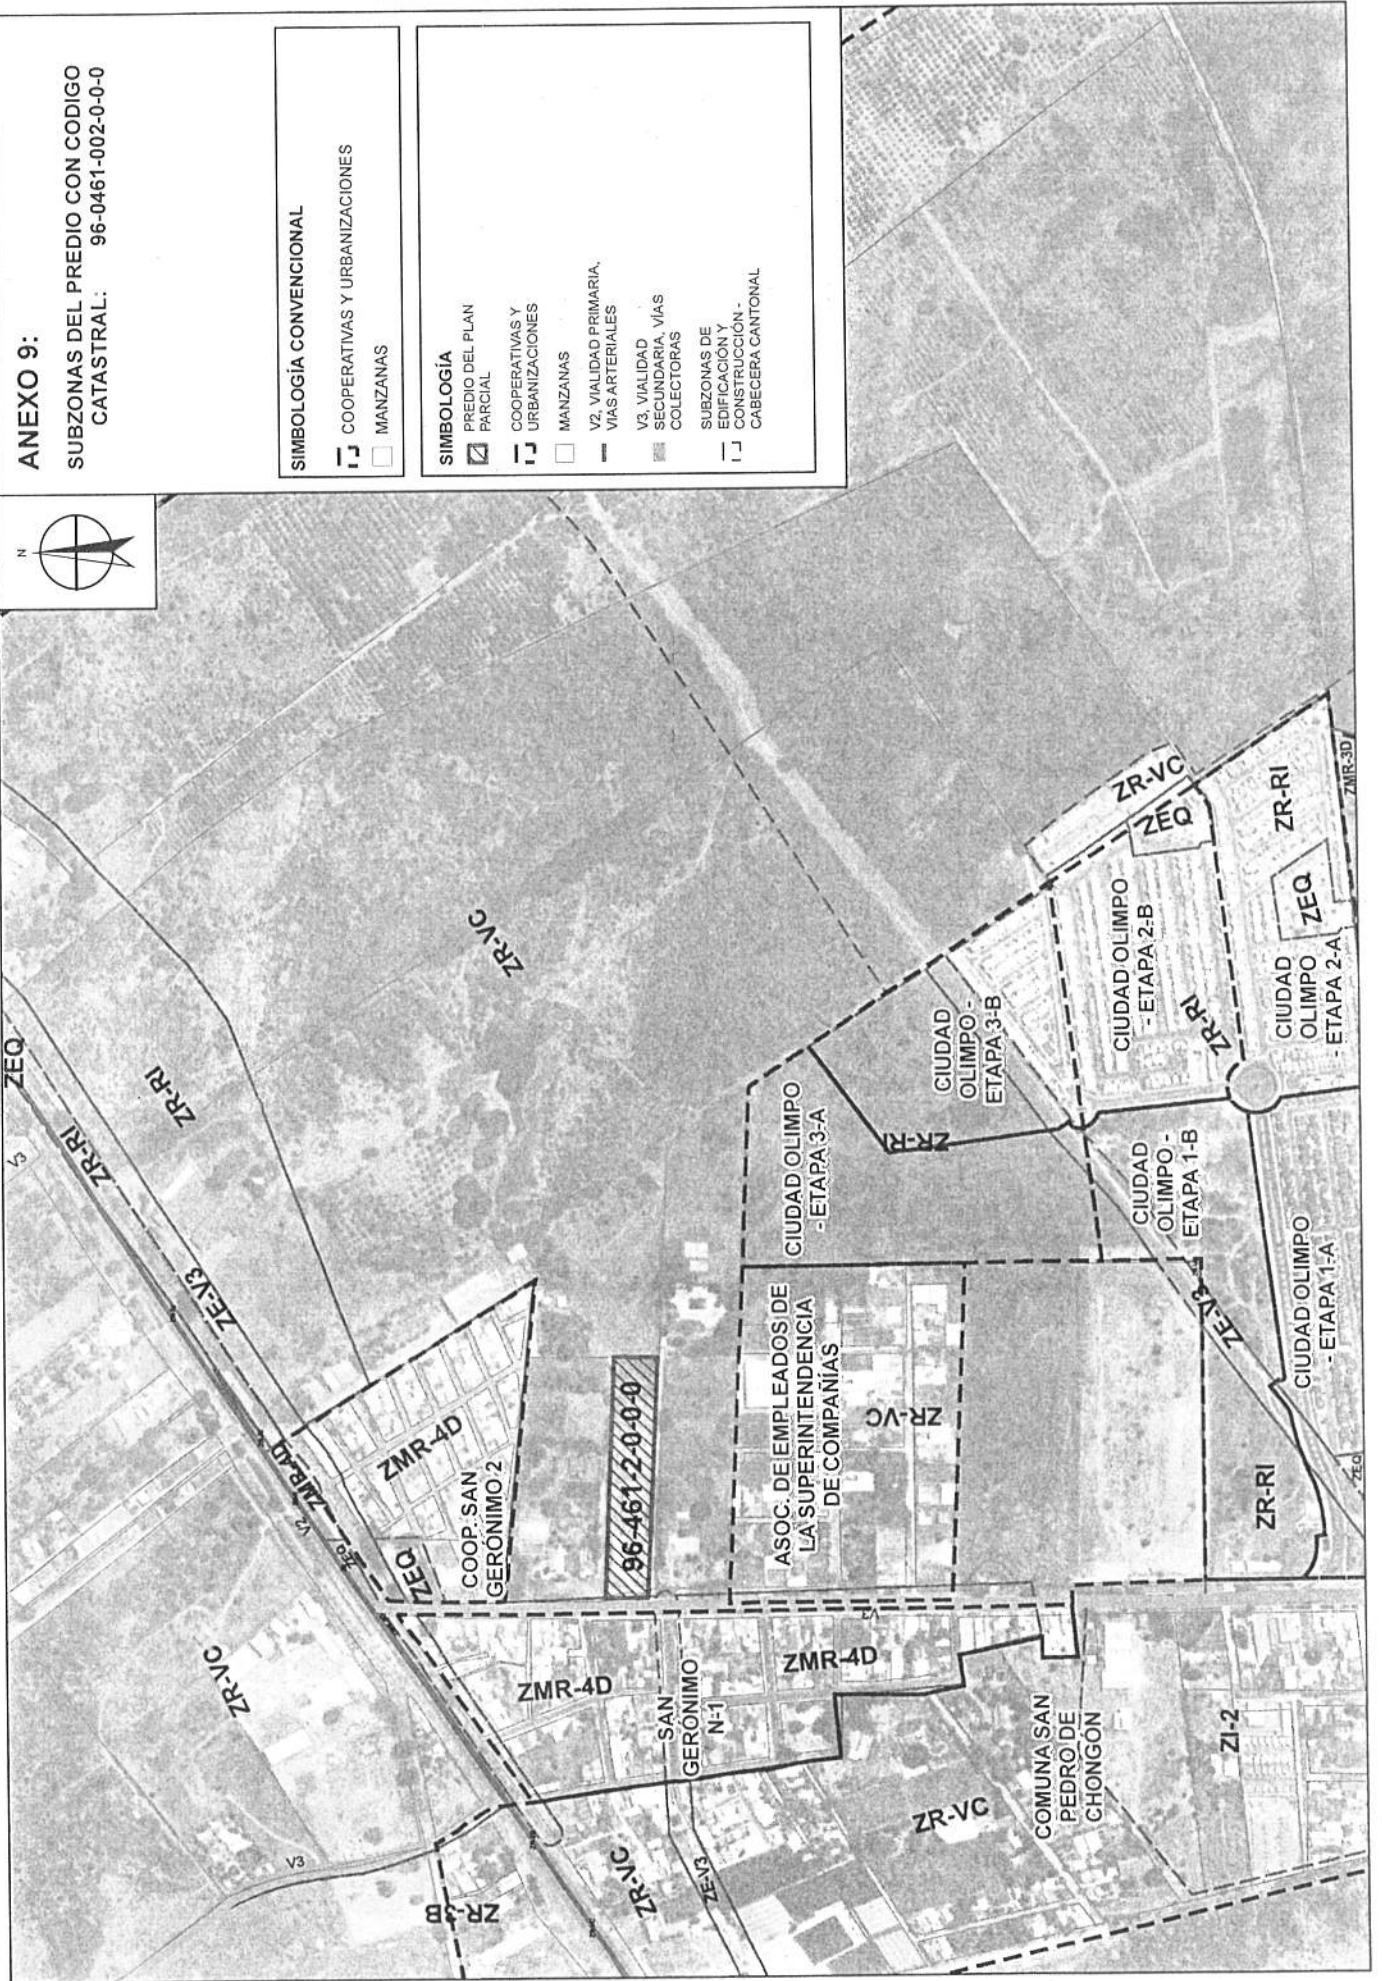 ANEXO 9:
SUBZONAS DEL PREDIO CON CODIGO
CATASTRAL: 96-0461-002-0-0-0
N
SIMBOLOGÍA CONVENCIONAL
COOPERATIVAS Y URBANIZACIONES
MANZANAS
SIMBOLOGÍA
PREDIO DEL PLAN
PARCIAL
COOPERATIVAS Y
URBANIZACIONES
MANZANAS
V2, VIALIDAD PRIMARIA,
VIAS ARTERIALES
V3, VIALIDAD
SECUNDARIA, VÍAS
COLECTORAS
SUBZONAS DE
EDIFICACIÓN Y
CONSTRUCCIÓN -
CABECERA CANTONAL
ZEQ
V3
ZR-RI
ZR-RI
ZE-V3
ZR-VC
ZMR-4D
V2
ZEQ
ZEQ
ZMR-4D
COOP. SAN
GERONIMO 2
96-461-2-0-0-0
ZR-VC
V3
ZR-3B
ZR-VC
ZE-V3
ZMR-4D
SAN
GERONIMO
N-1
ZMR-4D
V3
ZR-VC
COMUNA SAN
PEDRO DE
CHONGÓN
ZI-2
ASOC. DE EMPLEADOS DE
LA SUPERINTENDENCIA
DE COMPAÑÍAS
ZR-VC
CIUDAD OLIMPO
- ETAPA 3-A
ZR-RI
CIUDAD
OLIMPO -
ETAPA 3-B
CIUDAD OLIMPO
- ETAPA 2-B
ZR-RI
ZR-VC
ZEQ
ZR-RI
ZEQ
ZMR-3D
CIUDAD
OLIMPO
- ETAPA 2-A
CIUDAD
OLIMPO -
ETAPA 1-B
ZE-V3
CIUDAD OLIMPO
- ETAPA 1-A
ZR-RI
ZEQ